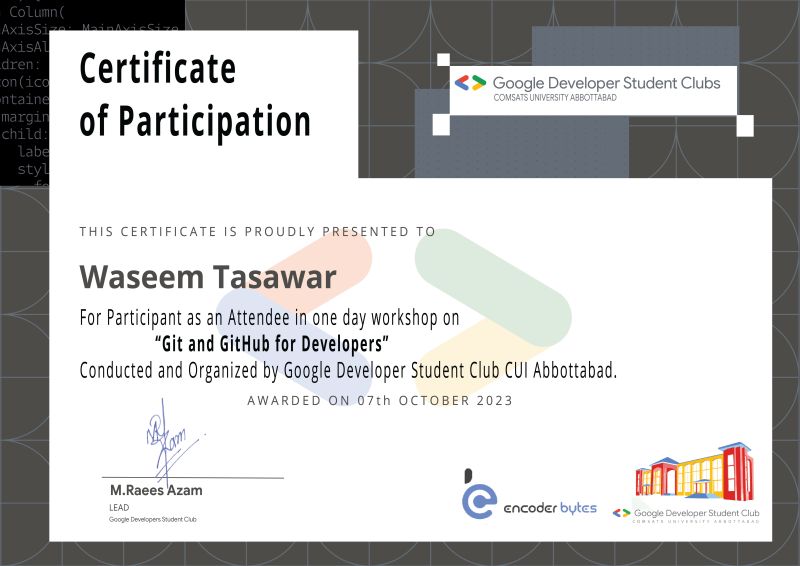 Column(
AxisSize: MainAxisSize
AxisAl
dren:
con(ico
ontaine
margin
child:
labe
styl
fo
Certificate
of Participation
Google Developer Student Clubs
COMSATS UNIVERSITY ABBOTTABAD
THIS CERTIFICATE IS PROUDLY PRESENTED TO
Waseem Tasawar
For Participant as an Attendee in one day workshop on
“Git and GitHub for Developers”
Conducted and Organized by Google Developer Student Club CUI Abbottabad.
AWARDED ON 07th OCTOBER 2023
M.Raees Azam
LEAD
Google Developers Student Club
encoder bytes
Google Developer Student Club
COMSATS UNIVERSITY ABBOTTABAD